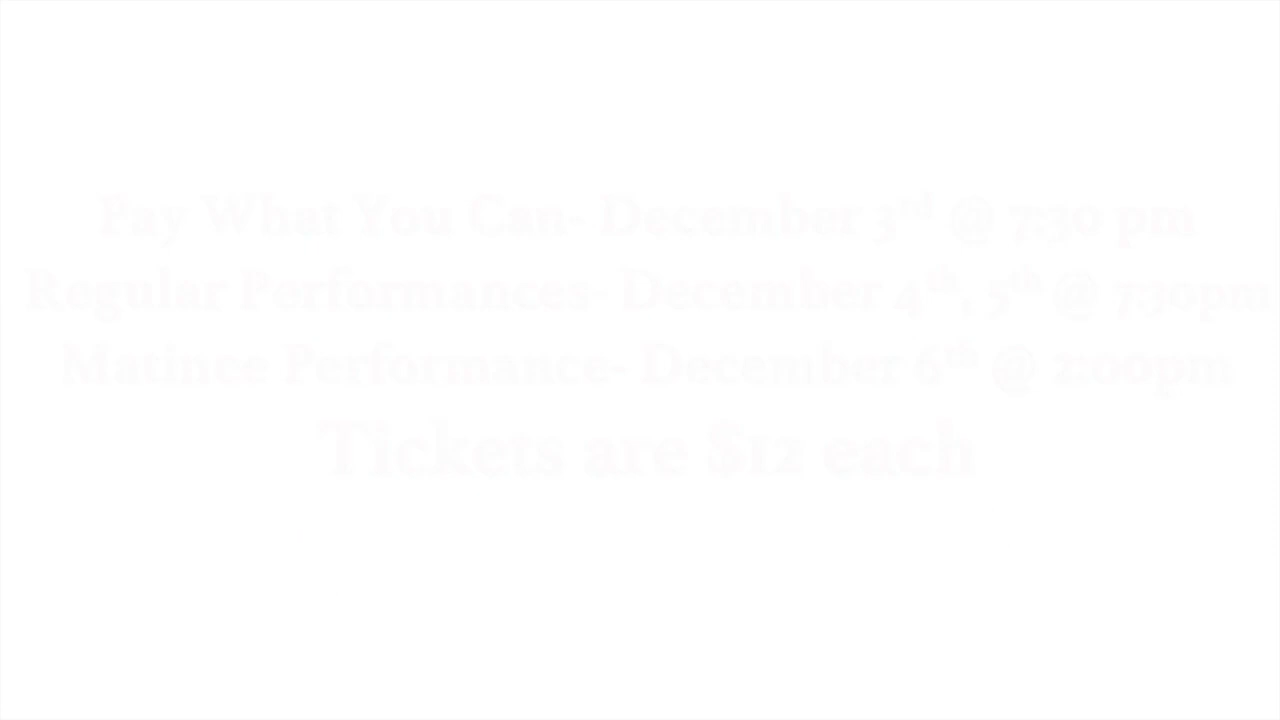 Pay What You Can- December 3rd @ 7:30 pm
Regular Performances- December 4th, 5th @ 7:30pm
Matinee Performance- December 6th @ 2:00pm
Tickets are $12 each